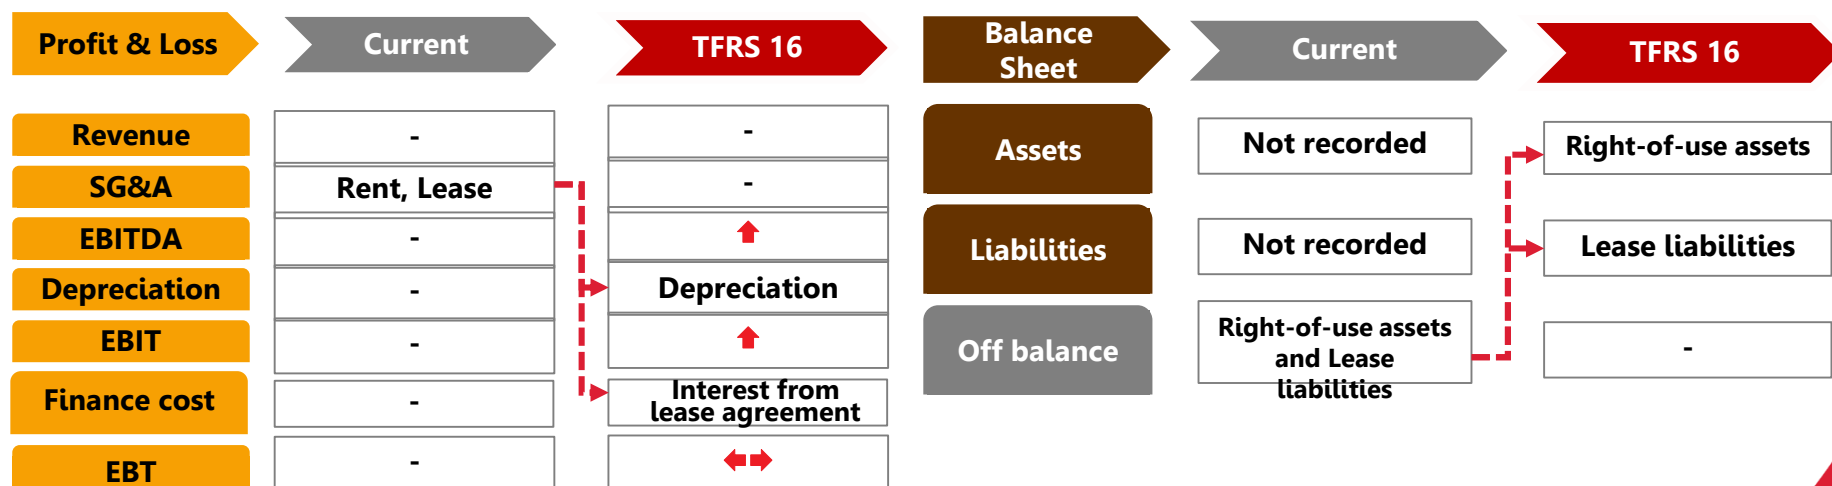 Profit & Loss
Current
TFRS 16
Revenue
-
-
SG&A
Rent, Lease
-
EBITDA
-
Depreciation
-
Depreciation
EBIT
-
Finance cost
-
Interest from
lease agreement
EBT
-
Balance
Sheet
Current
TFRS 16
Assets
Not recorded
Right-of-use assets
Liabilities
Not recorded
Lease liabilities
Off balance
Right-of-use assets
and Lease
liabilities
-